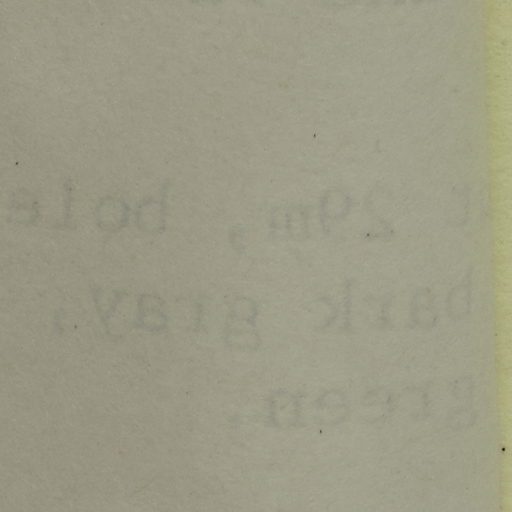 t 29m, bole
bark gray,
green.